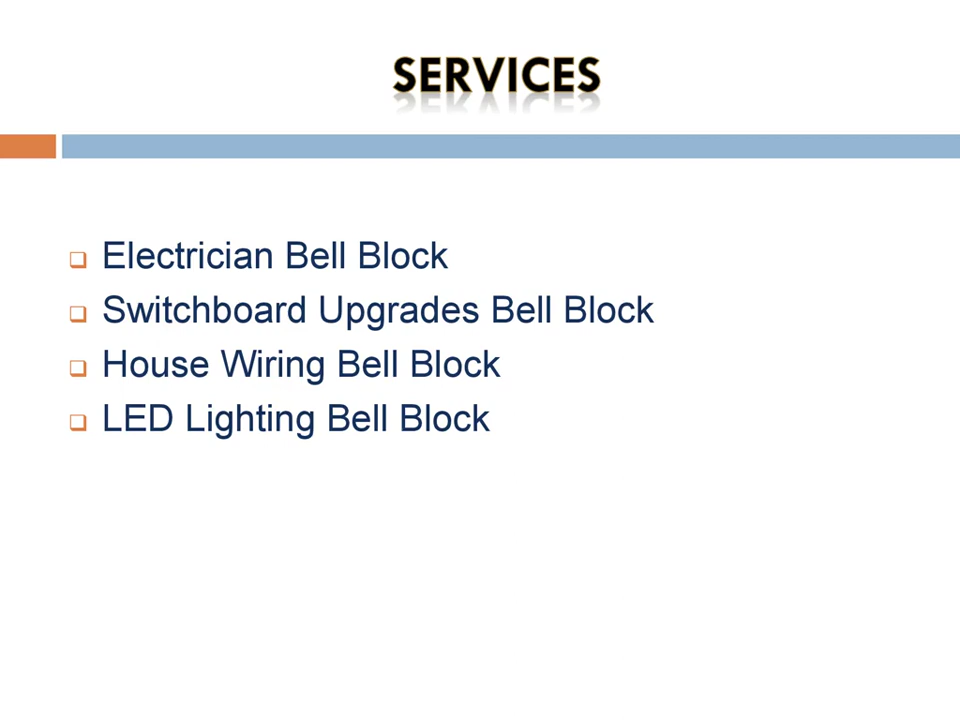 SERVICES
Electrician Bell Block
Switchboard Upgrades Bell Block
House Wiring Bell Block
LED Lighting Bell Block